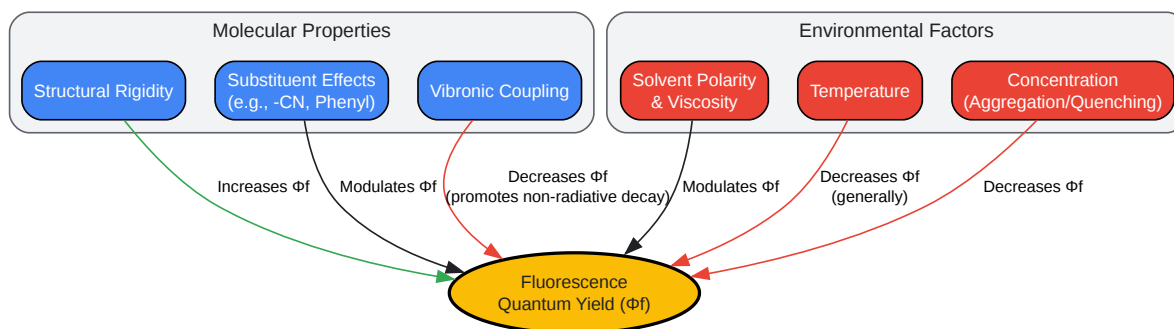 Molecular Properties
Environmental Factors
Structural Rigidity
Substituent Effects
(e.g., -CN, Phenyl)
Vibronic Coupling
Solvent Polarity
& Viscosity
Temperature
Concentration
(Aggregation/Quenching)
Increases Φf
Modulates Φf
Decreases Φf
(promotes non-radiative decay)
Modulates Φf
Decreases Φf
(generally)
Decreases Φf
Fluorescence
Quantum Yield (Φf)